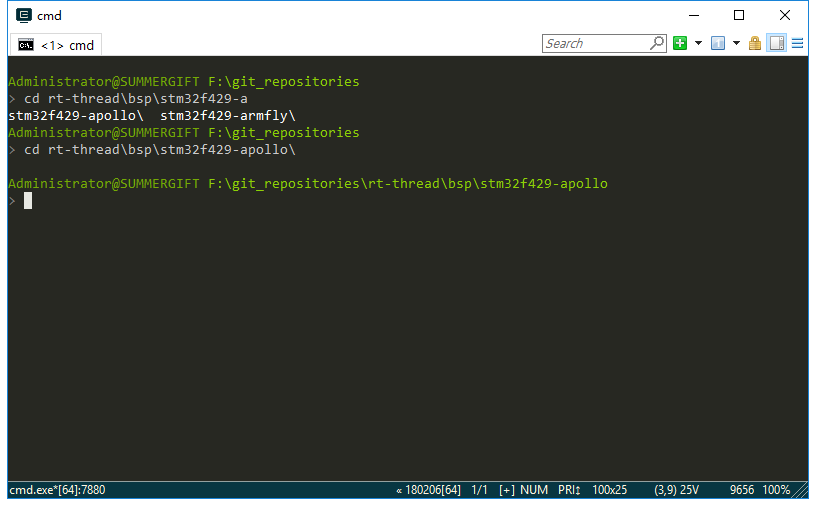 cmd
<1> cmd
Search
Administrator@SUMMERGIFT F:\git_repositories
> cd rt-thread\bsp\stm32f429-a
stm32f429-apollo\  stm32f429-armfly\
Administrator@SUMMERGIFT F:\git_repositories
> cd rt-thread\bsp\stm32f429-apollo\
Administrator@SUMMERGIFT F:\git_repositories\rt-thread\bsp\stm32f429-apollo
>
cmd.exe*[64]:7880 « 180206[64] 1/1 [+] NUM PRI↕ 100x25 (3,9) 25V 9656 100%